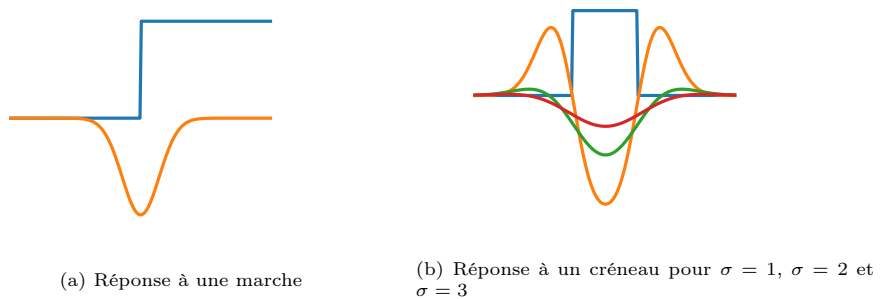 (a) Réponse à une marche
(b) Réponse à un créneau pour σ = 1, σ = 2 et
σ = 3